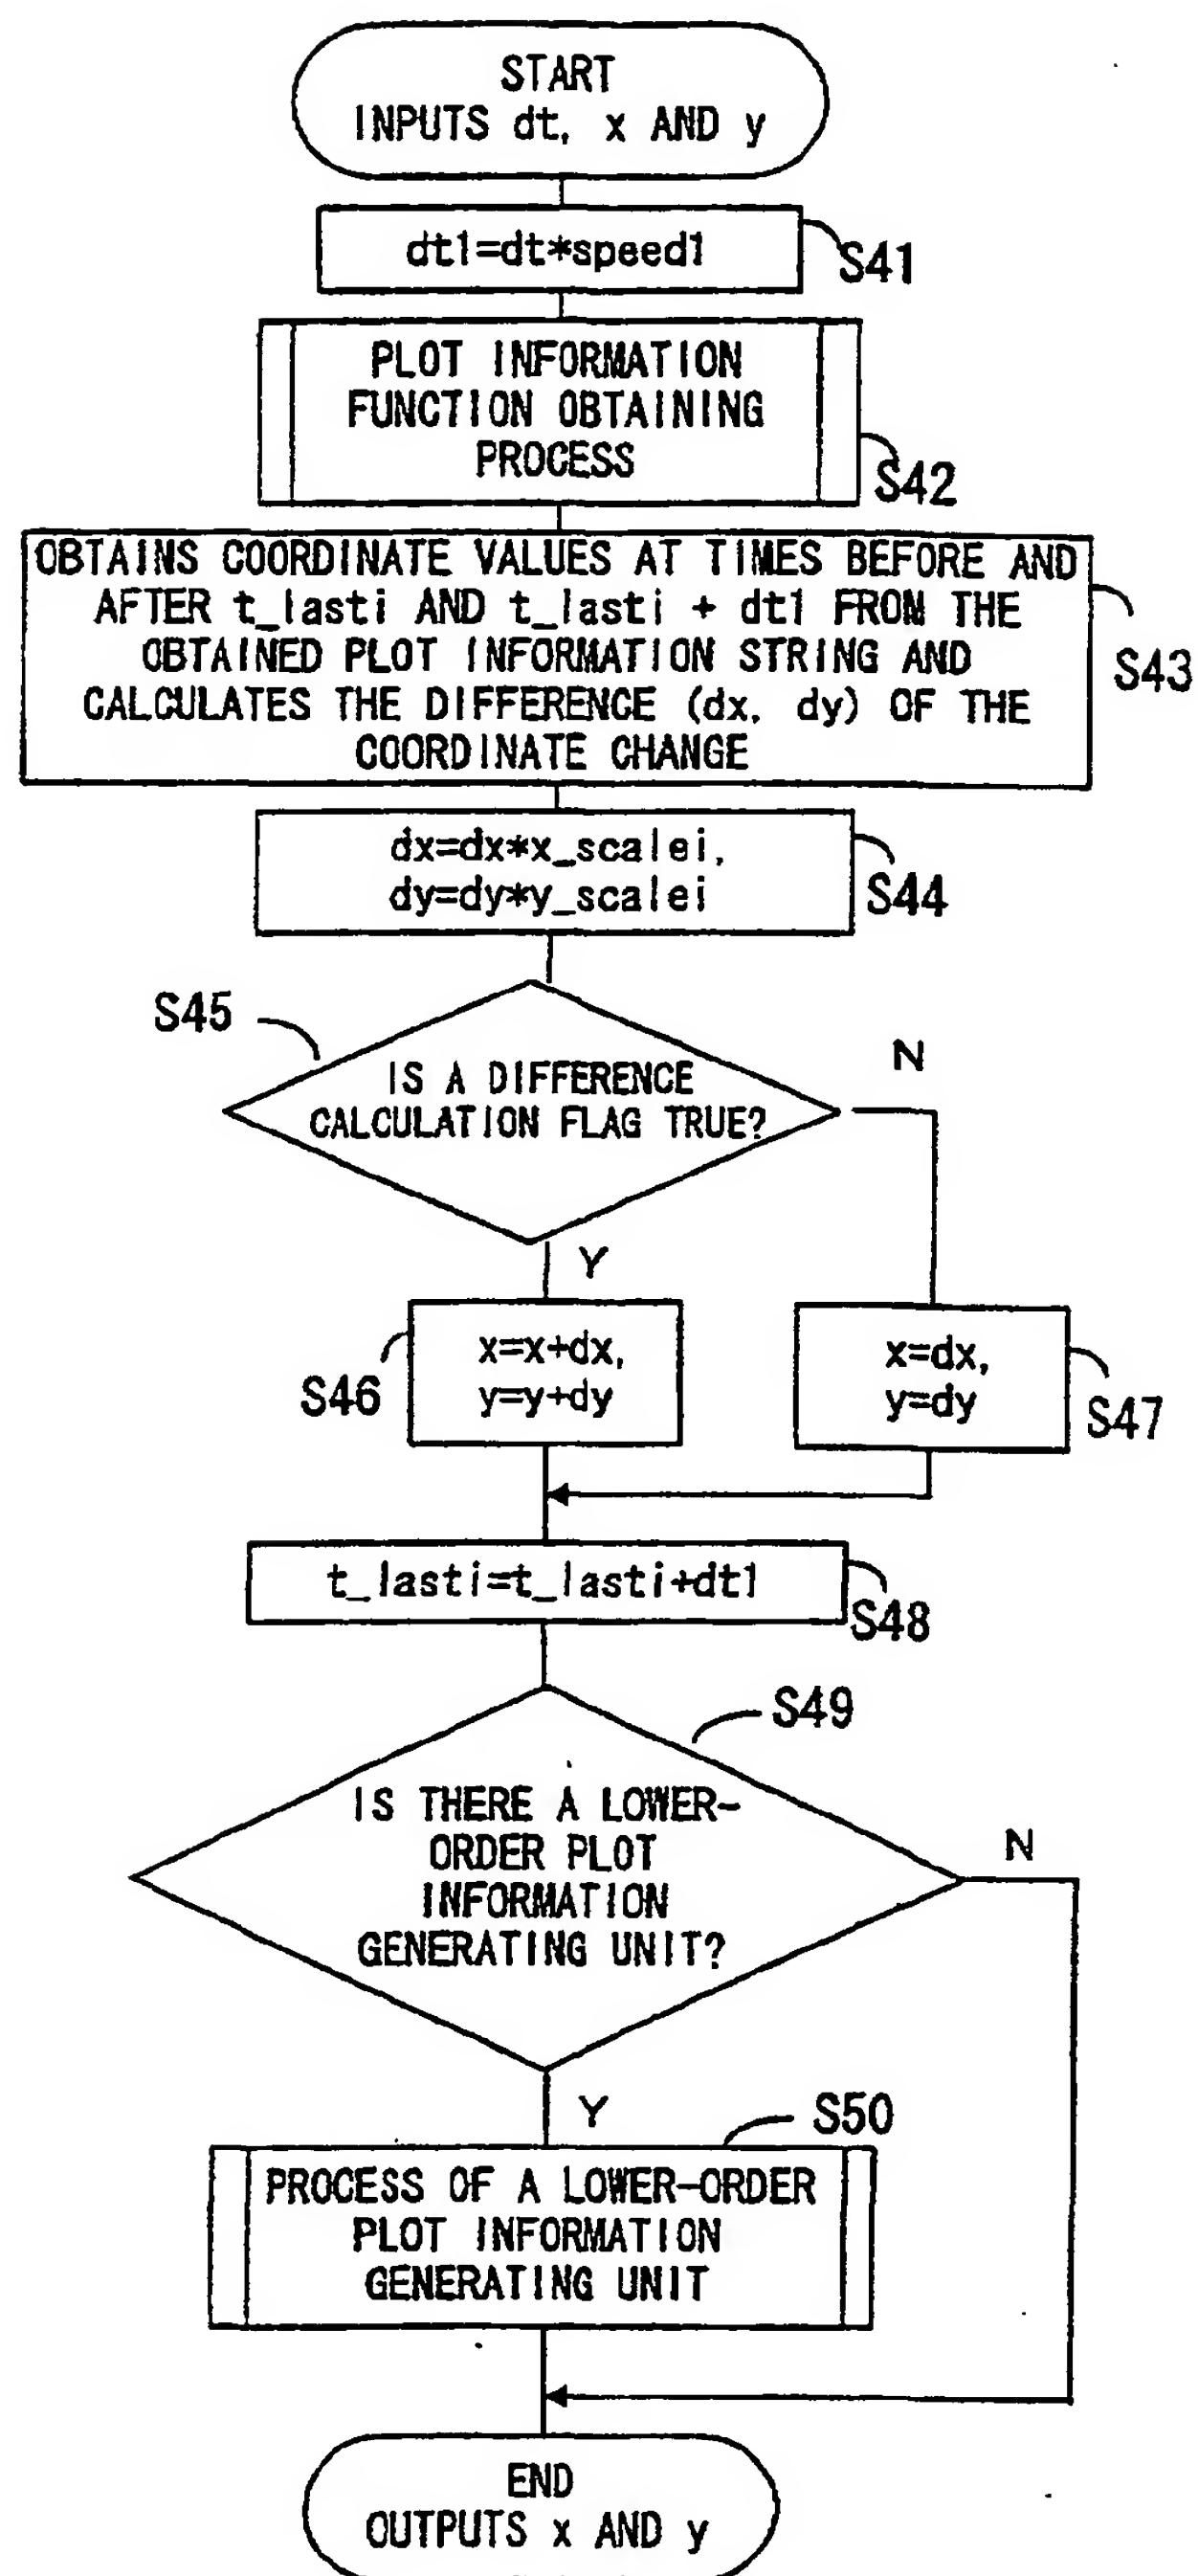 START
INPUTS dt, x AND y
dt1=dt*speed1
S41
PLOT INFORMATION
FUNCTION OBTAINING
PROCESS
S42
OBTAINS COORDINATE VALUES AT TIMES BEFORE AND
AFTER t_lasti AND t_lasti + dt1 FROM THE
OBTAINED PLOT INFORMATION STRING AND
CALCULATES THE DIFFERENCE (dx, dy) OF THE
COORDINATE CHANGE
S43
dx=dx*x_scalei,
dy=dy*y_scalei
S44
S45
IS A DIFFERENCE
CALCULATION FLAG TRUE?
N
Y
x=x+dx,
y=y+dy
S46
x=dx,
y=dy
S47
t_lasti=t_lasti+dt1
S48
S49
IS THERE A LOWER-
ORDER PLOT
INFORMATION
GENERATING UNIT?
N
Y
S50
PROCESS OF A LOWER-ORDER
PLOT INFORMATION
GENERATING UNIT
END
OUTPUTS x AND y